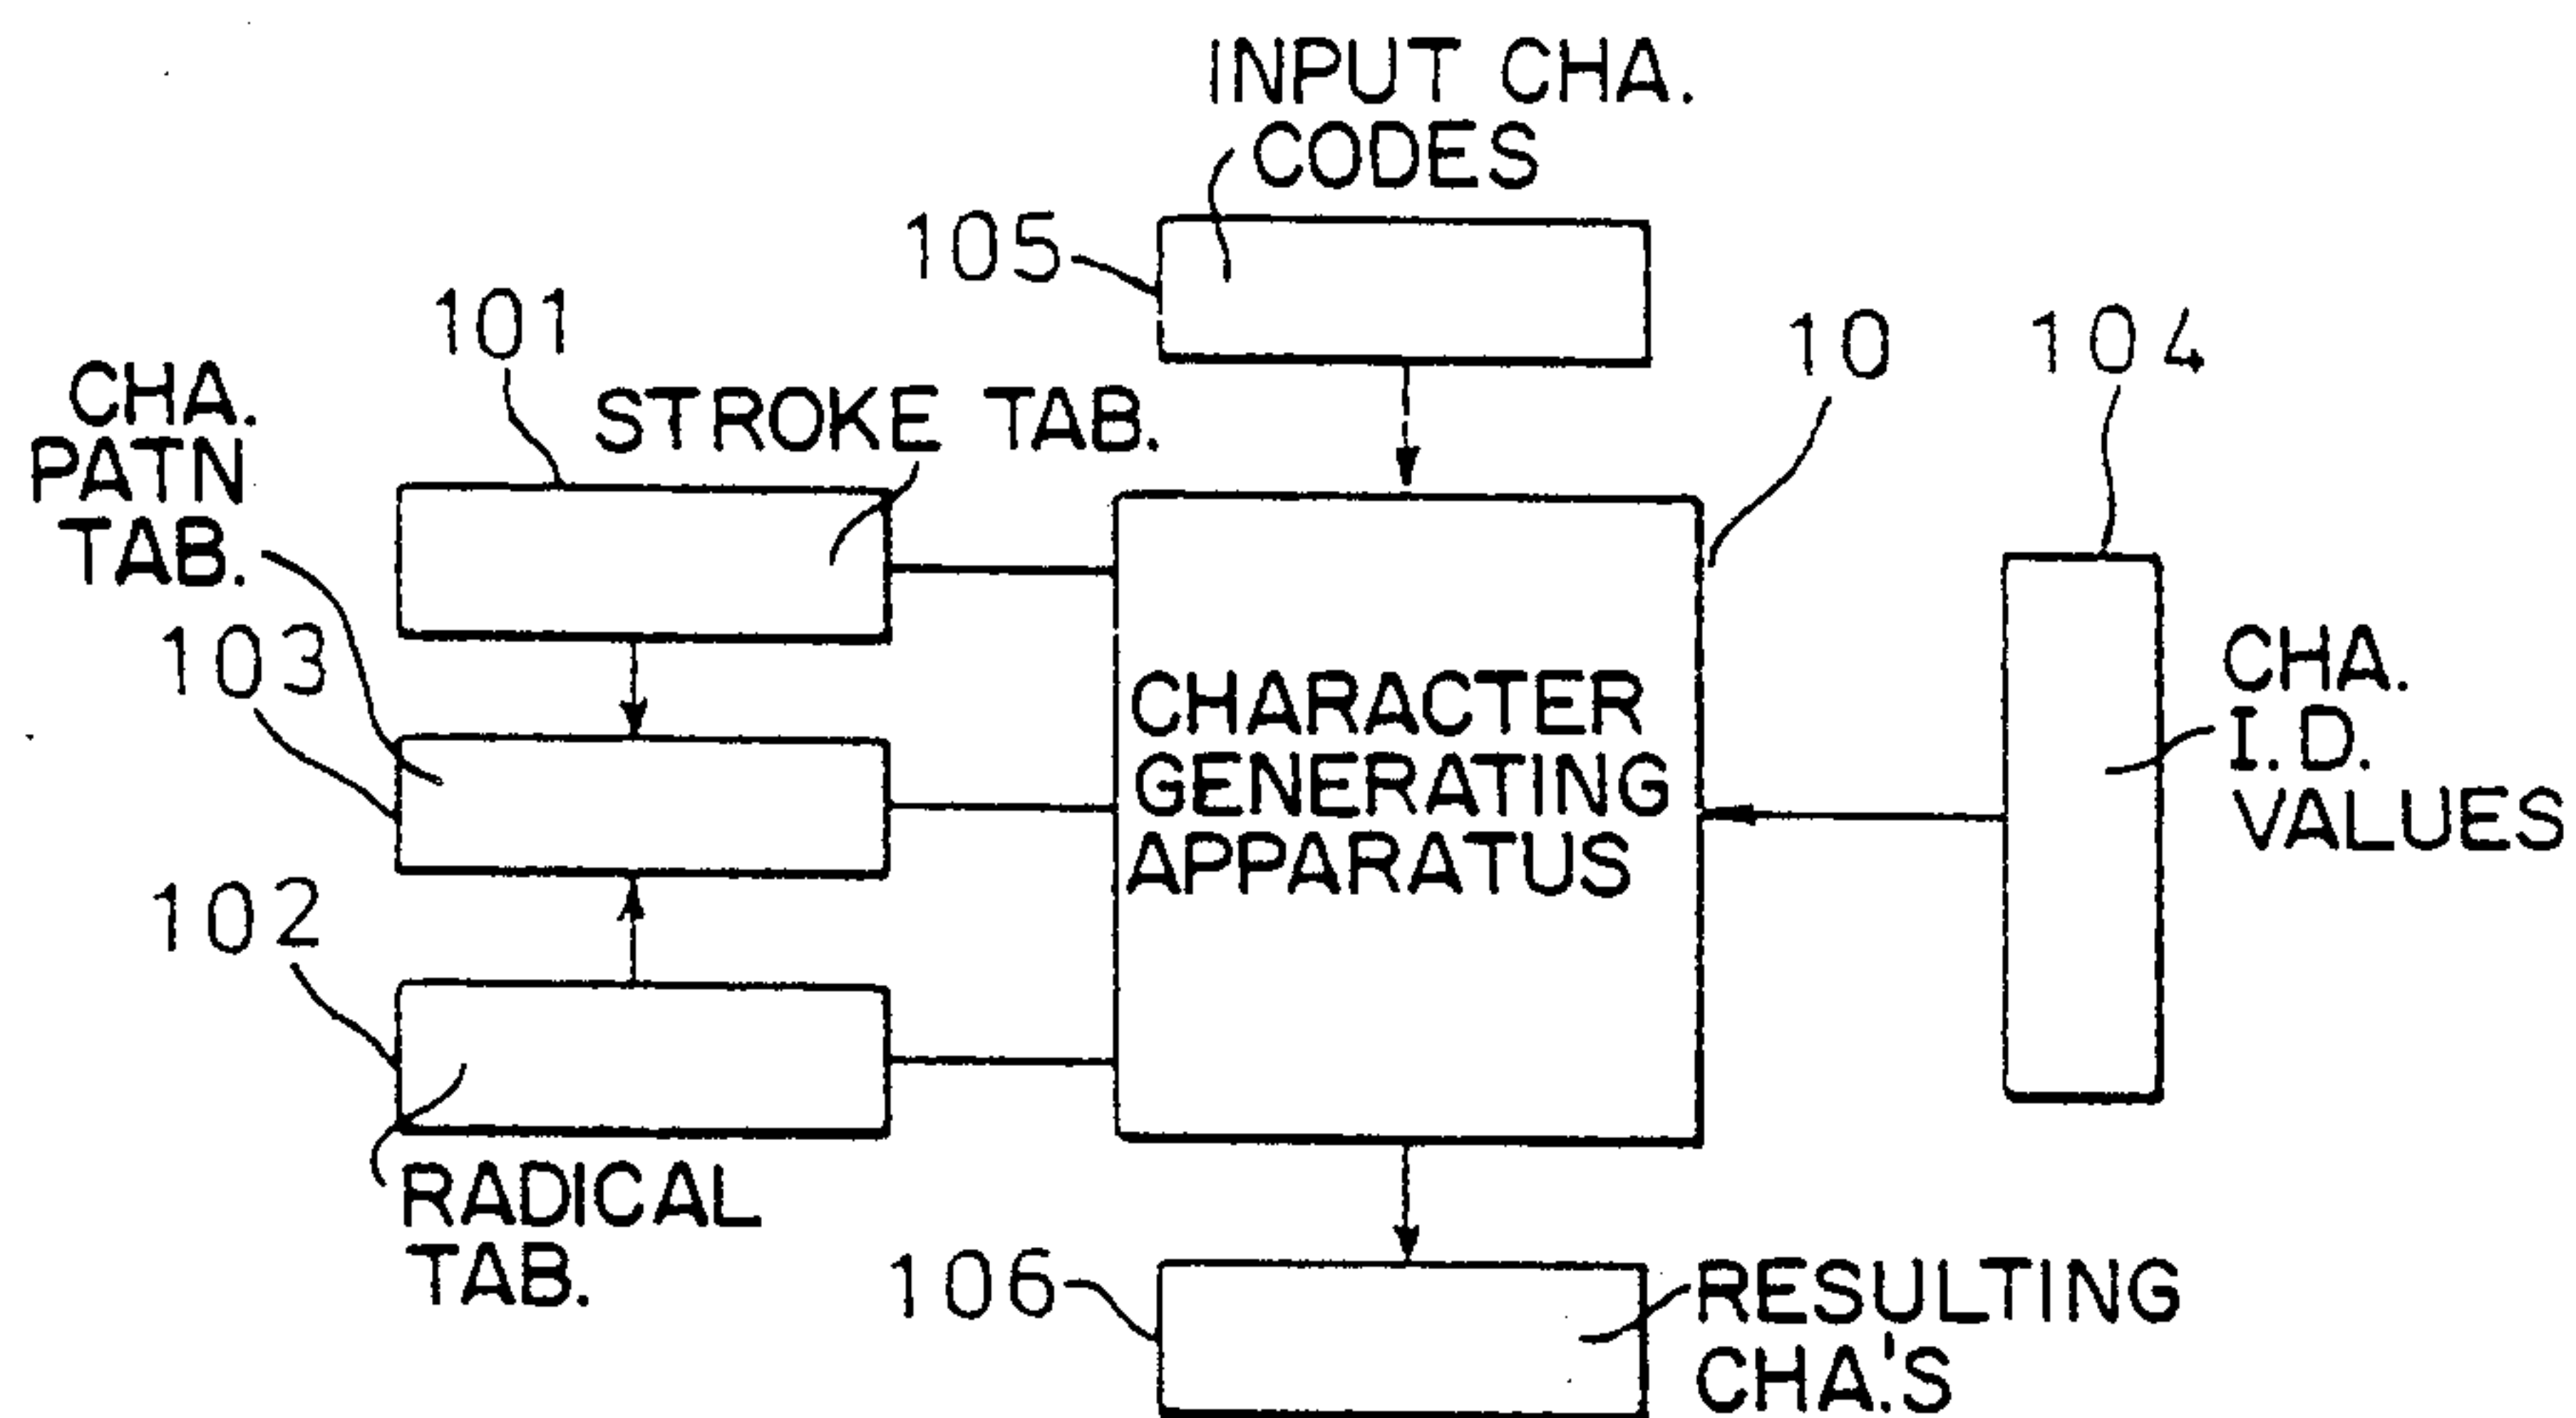 INPUT CHA.
CODES
105
101
10
104
CHA.
PATN
TAB.
STROKE TAB.
103
CHARACTER
GENERATING
APPARATUS
CHA.
I.D.
VALUES
102
RADICAL
TAB.
106
RESULTING
CHA.'S